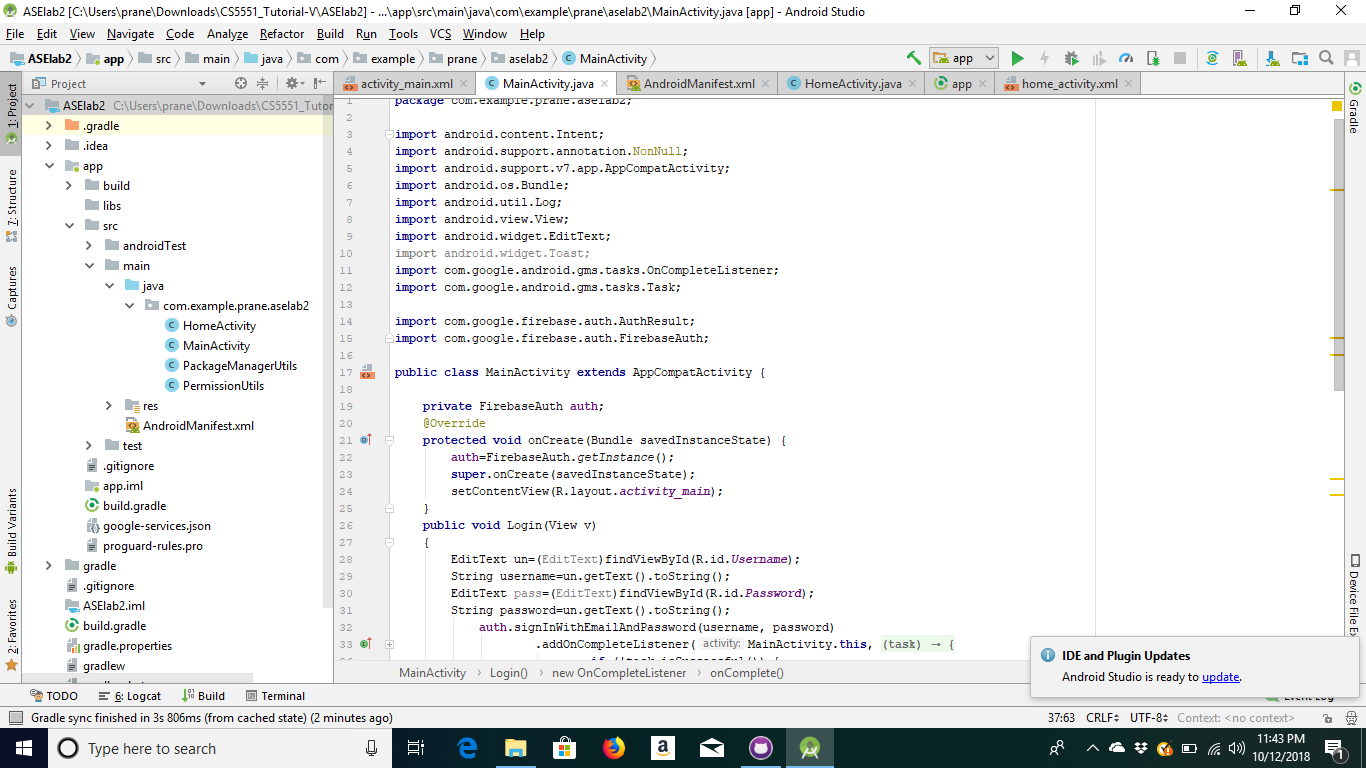 ASElab2 [C:\Users\prane\Downloads\CS5551_Tutorial-V\ASElab2] - ...\app\src\main\java\com\example\prane\aselab2\MainActivity.java [app] - Android Studio
File Edit View Navigate Code Analyze Refactor Build Run Tools VCS Window Help
ASElab2 app src main java com example prane aselab2 MainActivity app
Project
activity_main.xml MainActivity.java AndroidManifest.xml HomeActivity.java app home_activity.xml
1: Project
7: Structure
Captures
Build Variants
2: Favorites
ASElab2 C:\Users\prane\Downloads\CS5551_Tutor
.gradle
.idea
app
build
libs
src
androidTest
main
java
com.example.prane.aselab2
HomeActivity
MainActivity
PackageManagerUtils
PermissionUtils
res
AndroidManifest.xml
test
.gitignore
app.iml
build.gradle
google-services.json
proguard-rules.pro
gradle
.gitignore
ASElab2.iml
build.gradle
gradle.properties
gradlew
1 package com.example.prane.aselab2;
2
3 import android.content.Intent;
4 import android.support.annotation.NonNull;
5 import android.support.v7.app.AppCompatActivity;
6 import android.os.Bundle;
7 import android.util.Log;
8 import android.view.View;
9 import android.widget.EditText;
10 import android.widget.Toast;
11 import com.google.android.gms.tasks.OnCompleteListener;
12 import com.google.android.gms.tasks.Task;
13
14 import com.google.firebase.auth.AuthResult;
15 import com.google.firebase.auth.FirebaseAuth;
16
17 public class MainActivity extends AppCompatActivity {
18
19 private FirebaseAuth auth;
20 @Override
21 protected void onCreate(Bundle savedInstanceState) {
22 auth=FirebaseAuth.getInstance();
23 super.onCreate(savedInstanceState);
24 setContentView(R.layout.activity_main);
25 }
26 public void Login(View v)
27 {
28 EditText un=(EditText)findViewById(R.id.Username);
29 String username=un.getText().toString();
30 EditText pass=(EditText)findViewById(R.id.Password);
31 String password=un.getText().toString();
32 auth.signInWithEmailAndPassword(username, password)
33 .addOnCompleteListener( activity: MainActivity.this, (task) → {
MainActivity Login() new OnCompleteListener onComplete()
Gradle
Device File E
IDE and Plugin Updates
Android Studio is ready to update.
TODO 6: Logcat Build Terminal Event Log
Gradle sync finished in 3s 806ms (from cached state) (2 minutes ago) 37:63 CRLF UTF-8 Context: <no context>
Type here to search
11:43 PM
10/12/2018
1